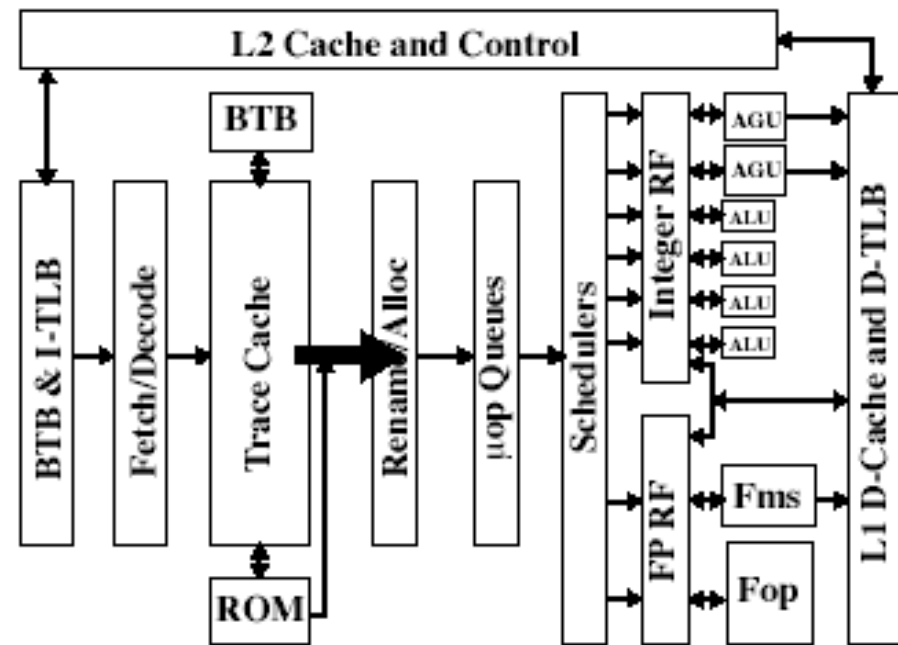 L2 Cache and Control
BTB
BTB & I-TLB
Fetch/Decode
Trace Cache
ROM
Rename/Alloc
µop Queues
Schedulers
Integer RF
FP RF
AGU
AGU
ALU
ALU
ALU
ALU
Fms
Fop
L1 D-Cache and D-TLB